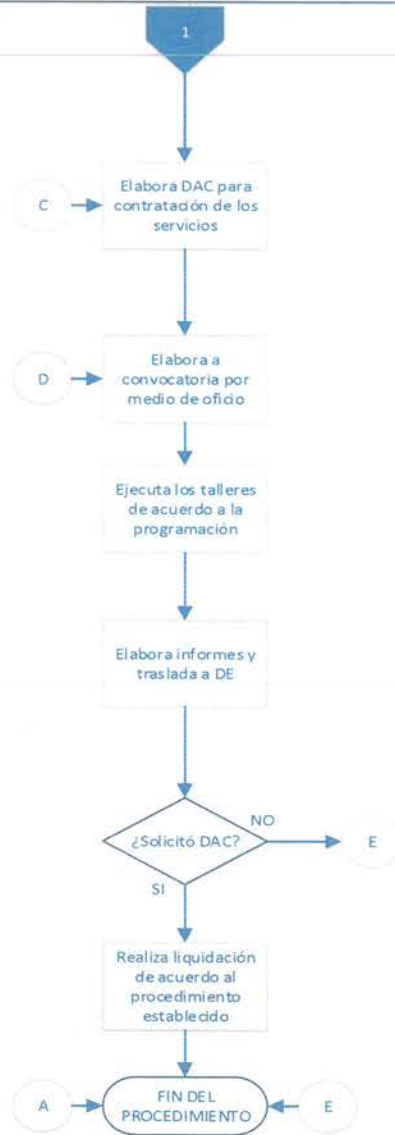 1
Elabora DAC para
C
contratación de los
servicios
Elabora a
D
convocatoria por
medio de oficio
Ejecuta los talleres
de acuerdo a la
programación
Elabora informes y
traslada a DE
¿Solicitó DAC?
NO
E
SI
Realiza liquidación
de acuerdo al
procedimiento
establecido
A
FIN DEL
PROCEDIMIENTO
E